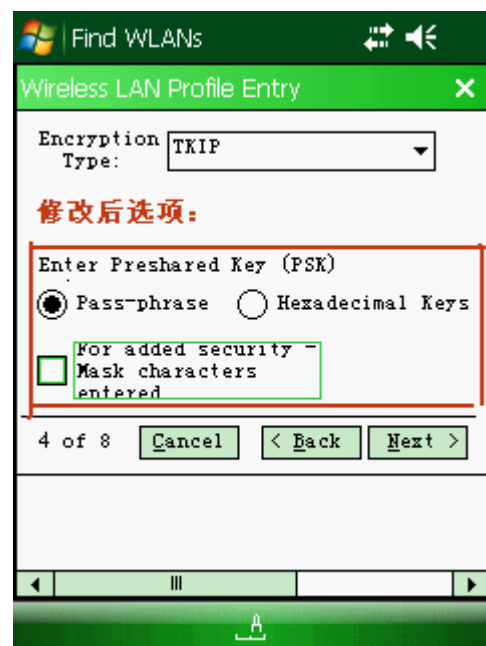 Find WLANs
Wireless LAN Profile Entry
Encryption
Type:
TKIP
修改后选项:
Enter Preshared Key (PSK)
Pass-phrase Hexadecimal Keys
For added security -
Mask characters
entered
4 of 8 Cancel < Back Next >
A